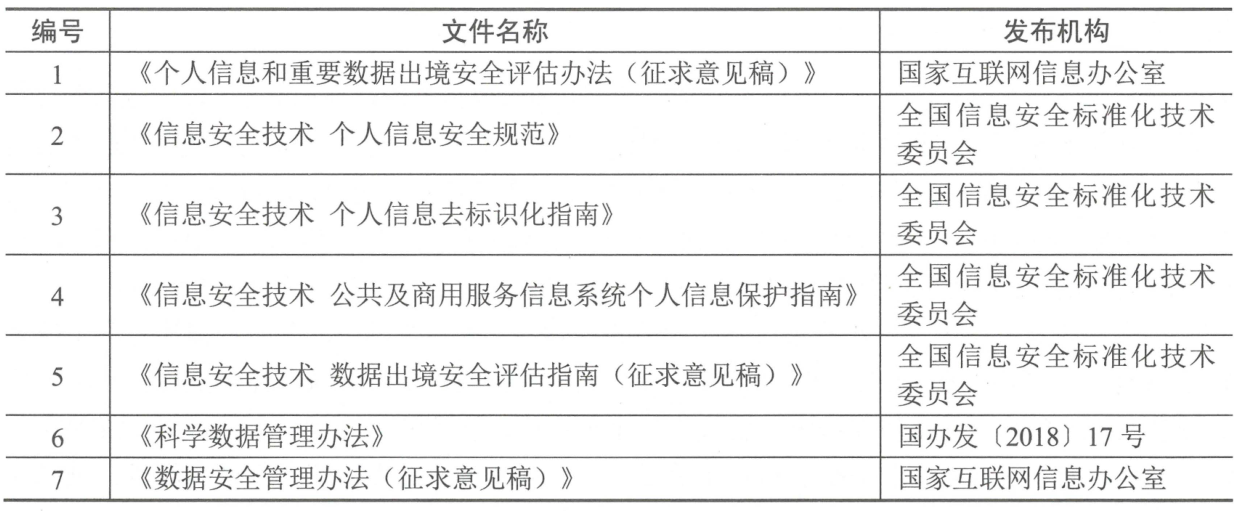 编号 文件名称 发布机构
1 《个人信息和重要数据出境安全评估办法（征求意见稿）》 国家互联网信息办公室
2 《信息安全技术 个人信息安全规范》 全国信息安全标准化技术
委员会
3 《信息安全技术 个人信息去标识化指南》 全国信息安全标准化技术
委员会
4 《信息安全技术 公共及商用服务信息系统个人信息保护指南》 全国信息安全标准化技术
委员会
5 《信息安全技术 数据出境安全评估指南（征求意见稿）》 全国信息安全标准化技术
委员会
6 《科学数据管理办法》 国办发〔2018〕17 号
7 《数据安全管理办法（征求意见稿）》 国家互联网信息办公室